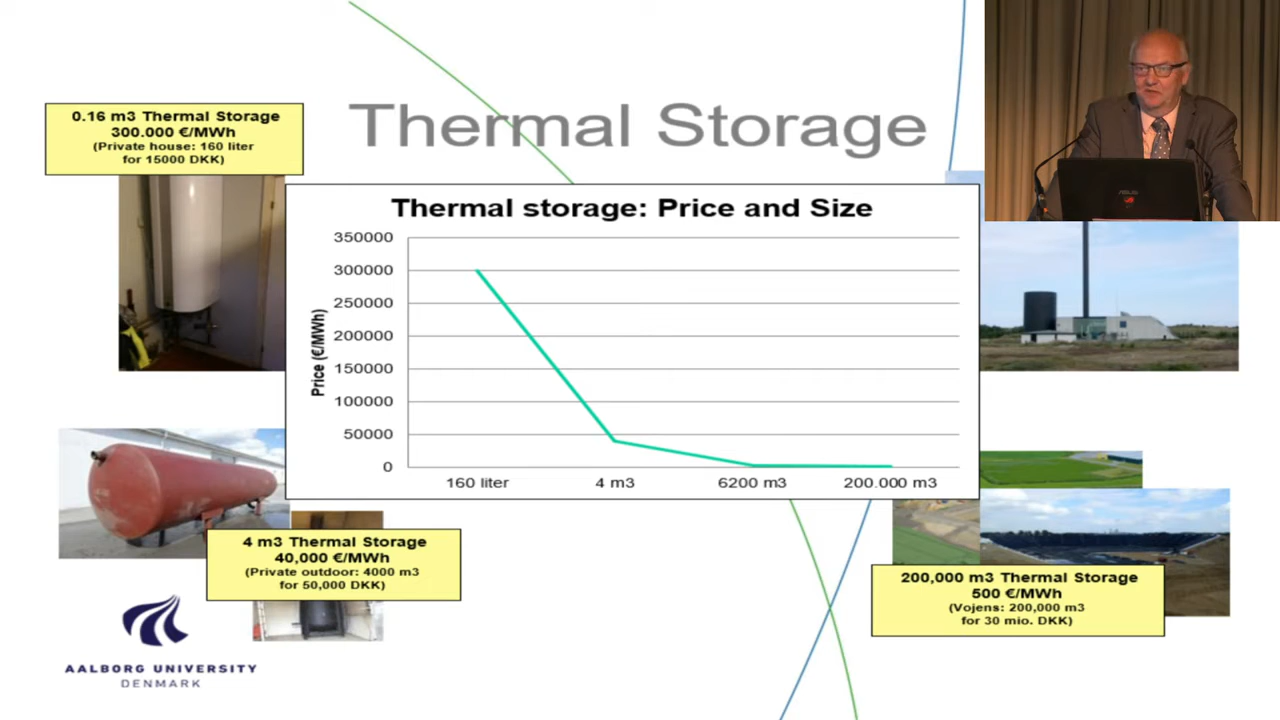 Thermal Storage
0.16 m3 Thermal Storage
300.000 €/MWh
(Private house: 160 liter
for 15000 DKK)
Thermal storage: Price and Size
Price (€/MWh)
350000
300000
250000
200000
150000
100000
50000
0
160 liter
4 m3
6200 m3
200.000 m3
ASUS
4 m3 Thermal Storage
40,000 €/MWh
(Private outdoor: 4000 m3
for 50,000 DKK)
200,000 m3 Thermal Storage
500 €/MWh
(Vojens: 200,000 m3
for 30 mio. DKK)
AALBORG UNIVERSITY
DENMARK